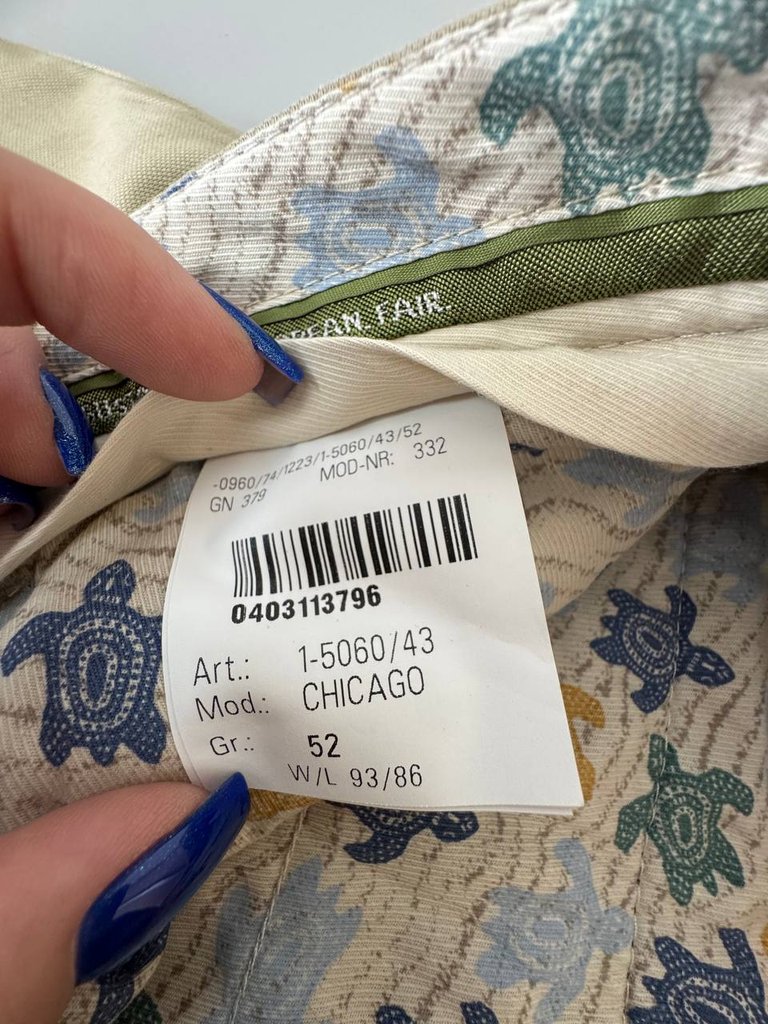 FAIR.
-0960/74/1223/1-5060/43/52
GN 379 MOD-NR: 332
0403113796
Art.: 1-5060/43
Mod.: CHICAGO
Gr.: 52
W/L 93/86